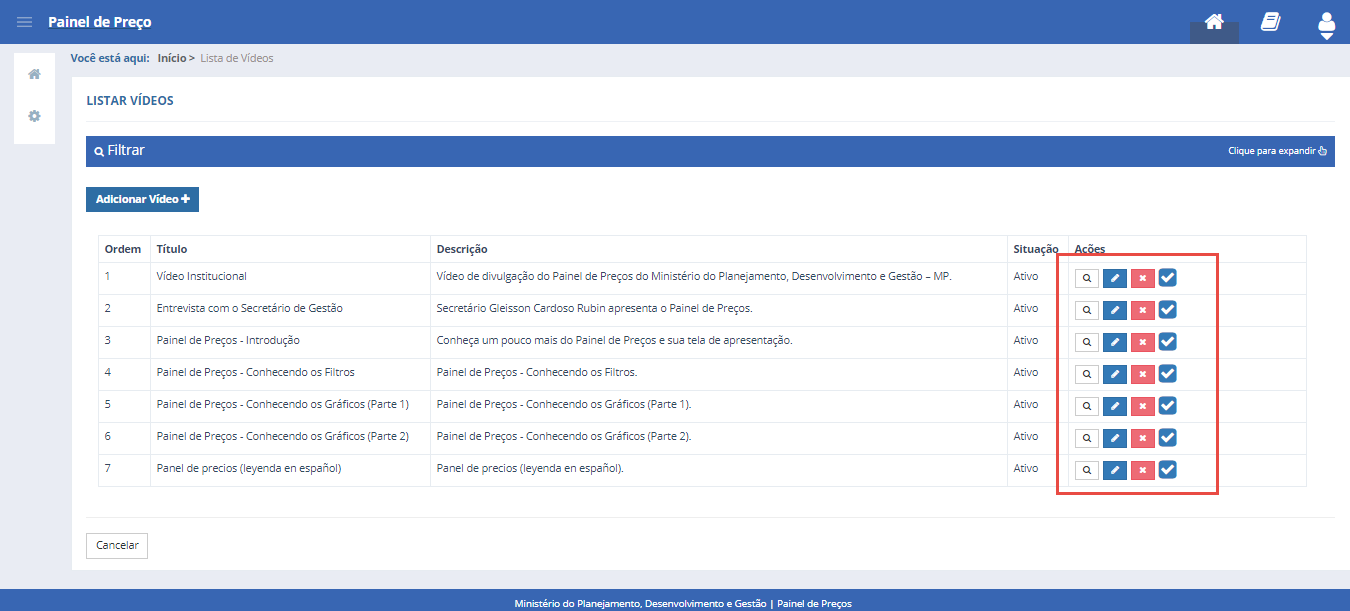 Painel de Preço
Você está aqui: Início > Lista de Vídeos
LISTAR VÍDEOS
Filtrar Clique para expandir
Adicionar Vídeo
Ordem Título Descrição Situação Ações
1 Vídeo Institucional Vídeo de divulgação do Painel de Preços do Ministério do Planejamento, Desenvolvimento e Gestão – MP. Ativo
2 Entrevista com o Secretário de Gestão Secretário Gleisson Cardoso Rubin apresenta o Painel de Preços. Ativo
3 Painel de Preços - Introdução Conheça um pouco mais do Painel de Preços e sua tela de apresentação. Ativo
4 Painel de Preços - Conhecendo os Filtros Painel de Preços - Conhecendo os Filtros. Ativo
5 Painel de Preços - Conhecendo os Gráficos (Parte 1) Painel de Preços - Conhecendo os Gráficos (Parte 1). Ativo
6 Painel de Preços - Conhecendo os Gráficos (Parte 2) Painel de Preços - Conhecendo os Gráficos (Parte 2). Ativo
7 Panel de precios (leyenda en español) Panel de precios (leyenda en español). Ativo
Cancelar
Ministério do Planejamento, Desenvolvimento e Gestão | Painel de Preços